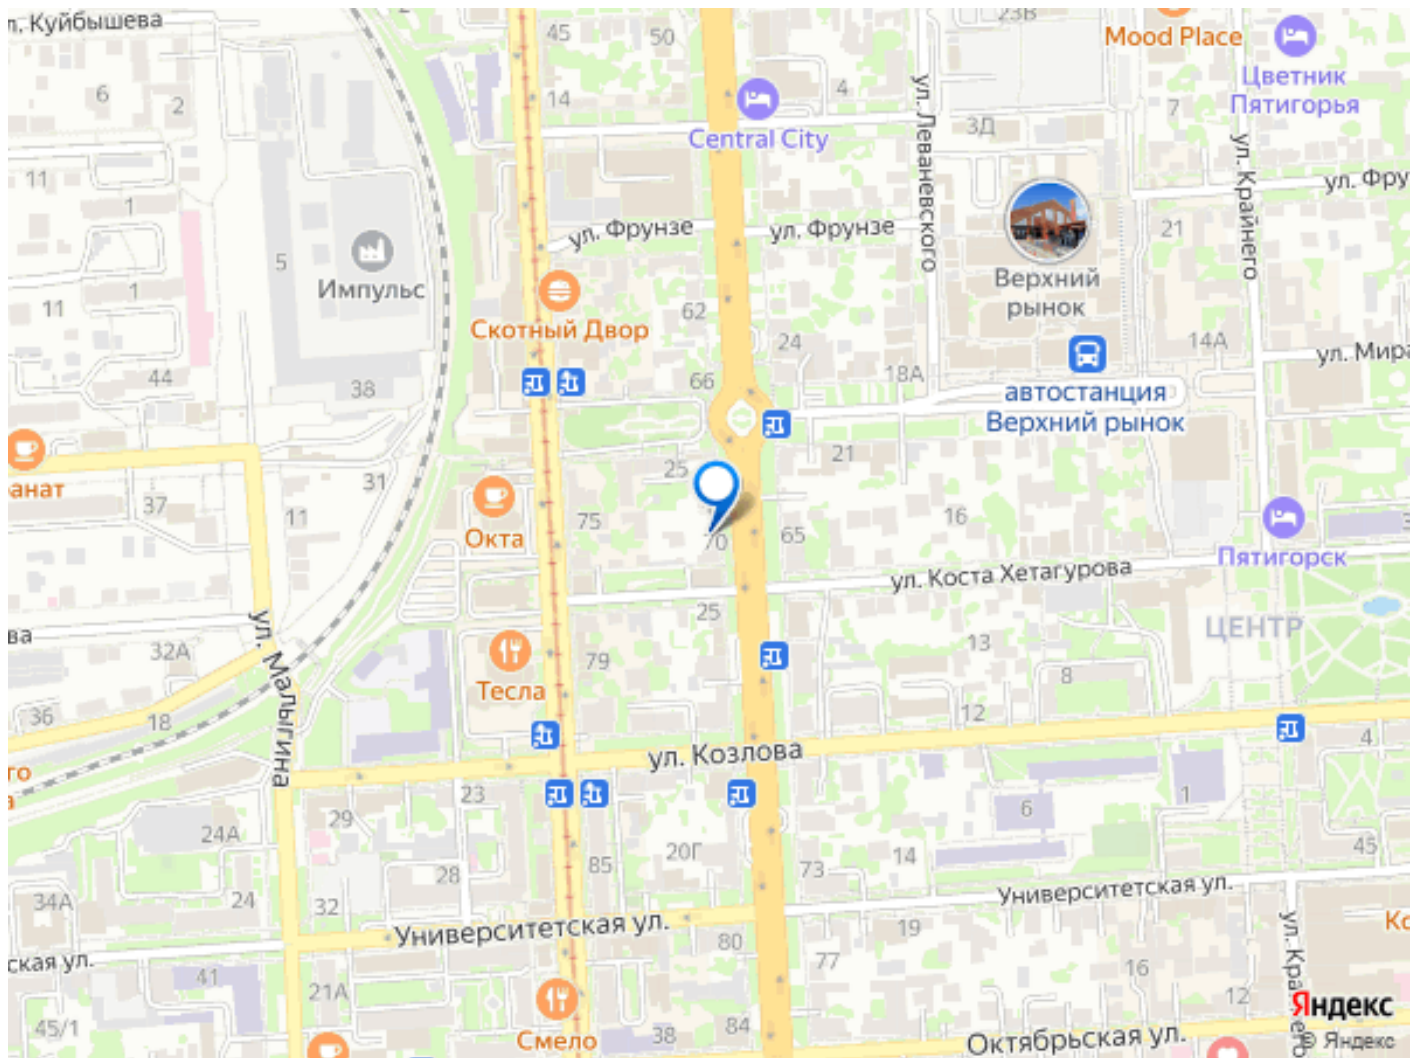 л. Куйбышева
2
45
50
23В
Mood Place
Цветник
Пятигорья
6
2
14
4
7
Central City
3Д
ул. Леваневского
ул. Крайнего
11
1
ул. Фру
ул. Фрунзе
ул. Фрунзе
21
5
Импульс
1
11
Верхний
рынок
Скотный Двор
62
24
14А
ул. Мира
44
38
66
18А
автостанция
Верхний рынок
21
25
анат
31
37
11
Окта
75
70
65
16
Пятигорск
ул. Коста Хетагурова
25
ва
32А
ул. Малыгина
ЦЕНТР
13
79
8
Тесла
36
18
12
4
ул. Козлова
го
а
23
6
1
24А
29
85
20Г
14
45
73
28
34А
24
32
Университетская ул.
Университетская ул.
19
80
ская ул.
41
77
16
21А
12
ул. Кра
Ко
45/1
Смело
38
84
Октябрьская ул.
его
Яндекс
© Яндекс